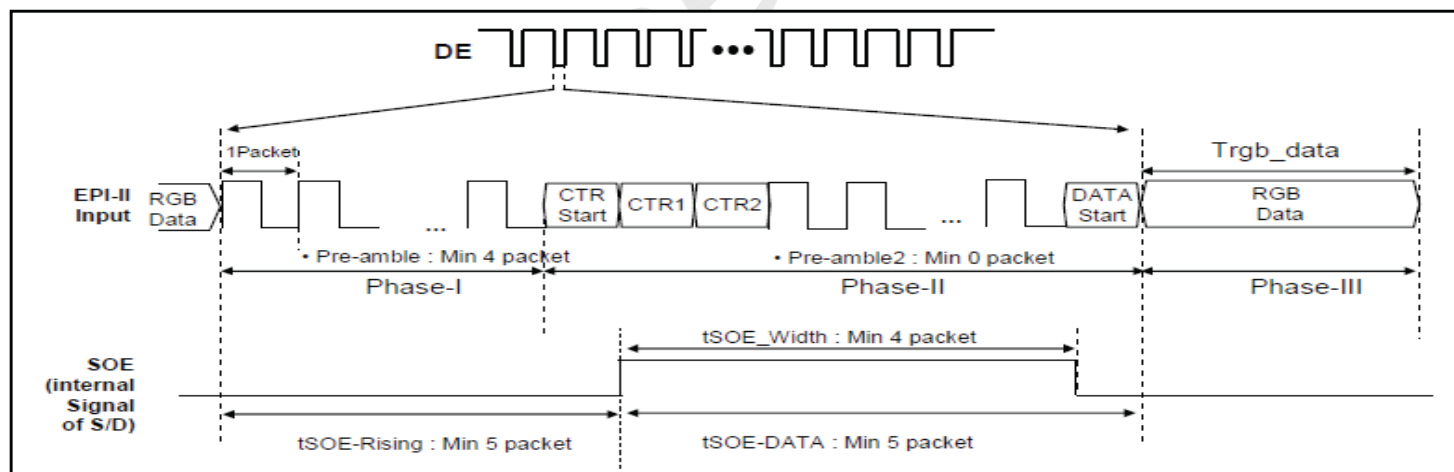 DE
1Packet
Trgb_data
EPI-II
Input
RGB
Data
...
CTR
Start
CTR1
CTR2
...
DATA
Start
RGB
Data
• Pre-amble : Min 4 packet
• Pre-amble2 : Min 0 packet
Phase-I
Phase-II
Phase-III
tSOE_Width : Min 4 packet
SOE
(internal
Signal
of S/D)
tSOE-Rising : Min 5 packet
tSOE-DATA : Min 5 packet